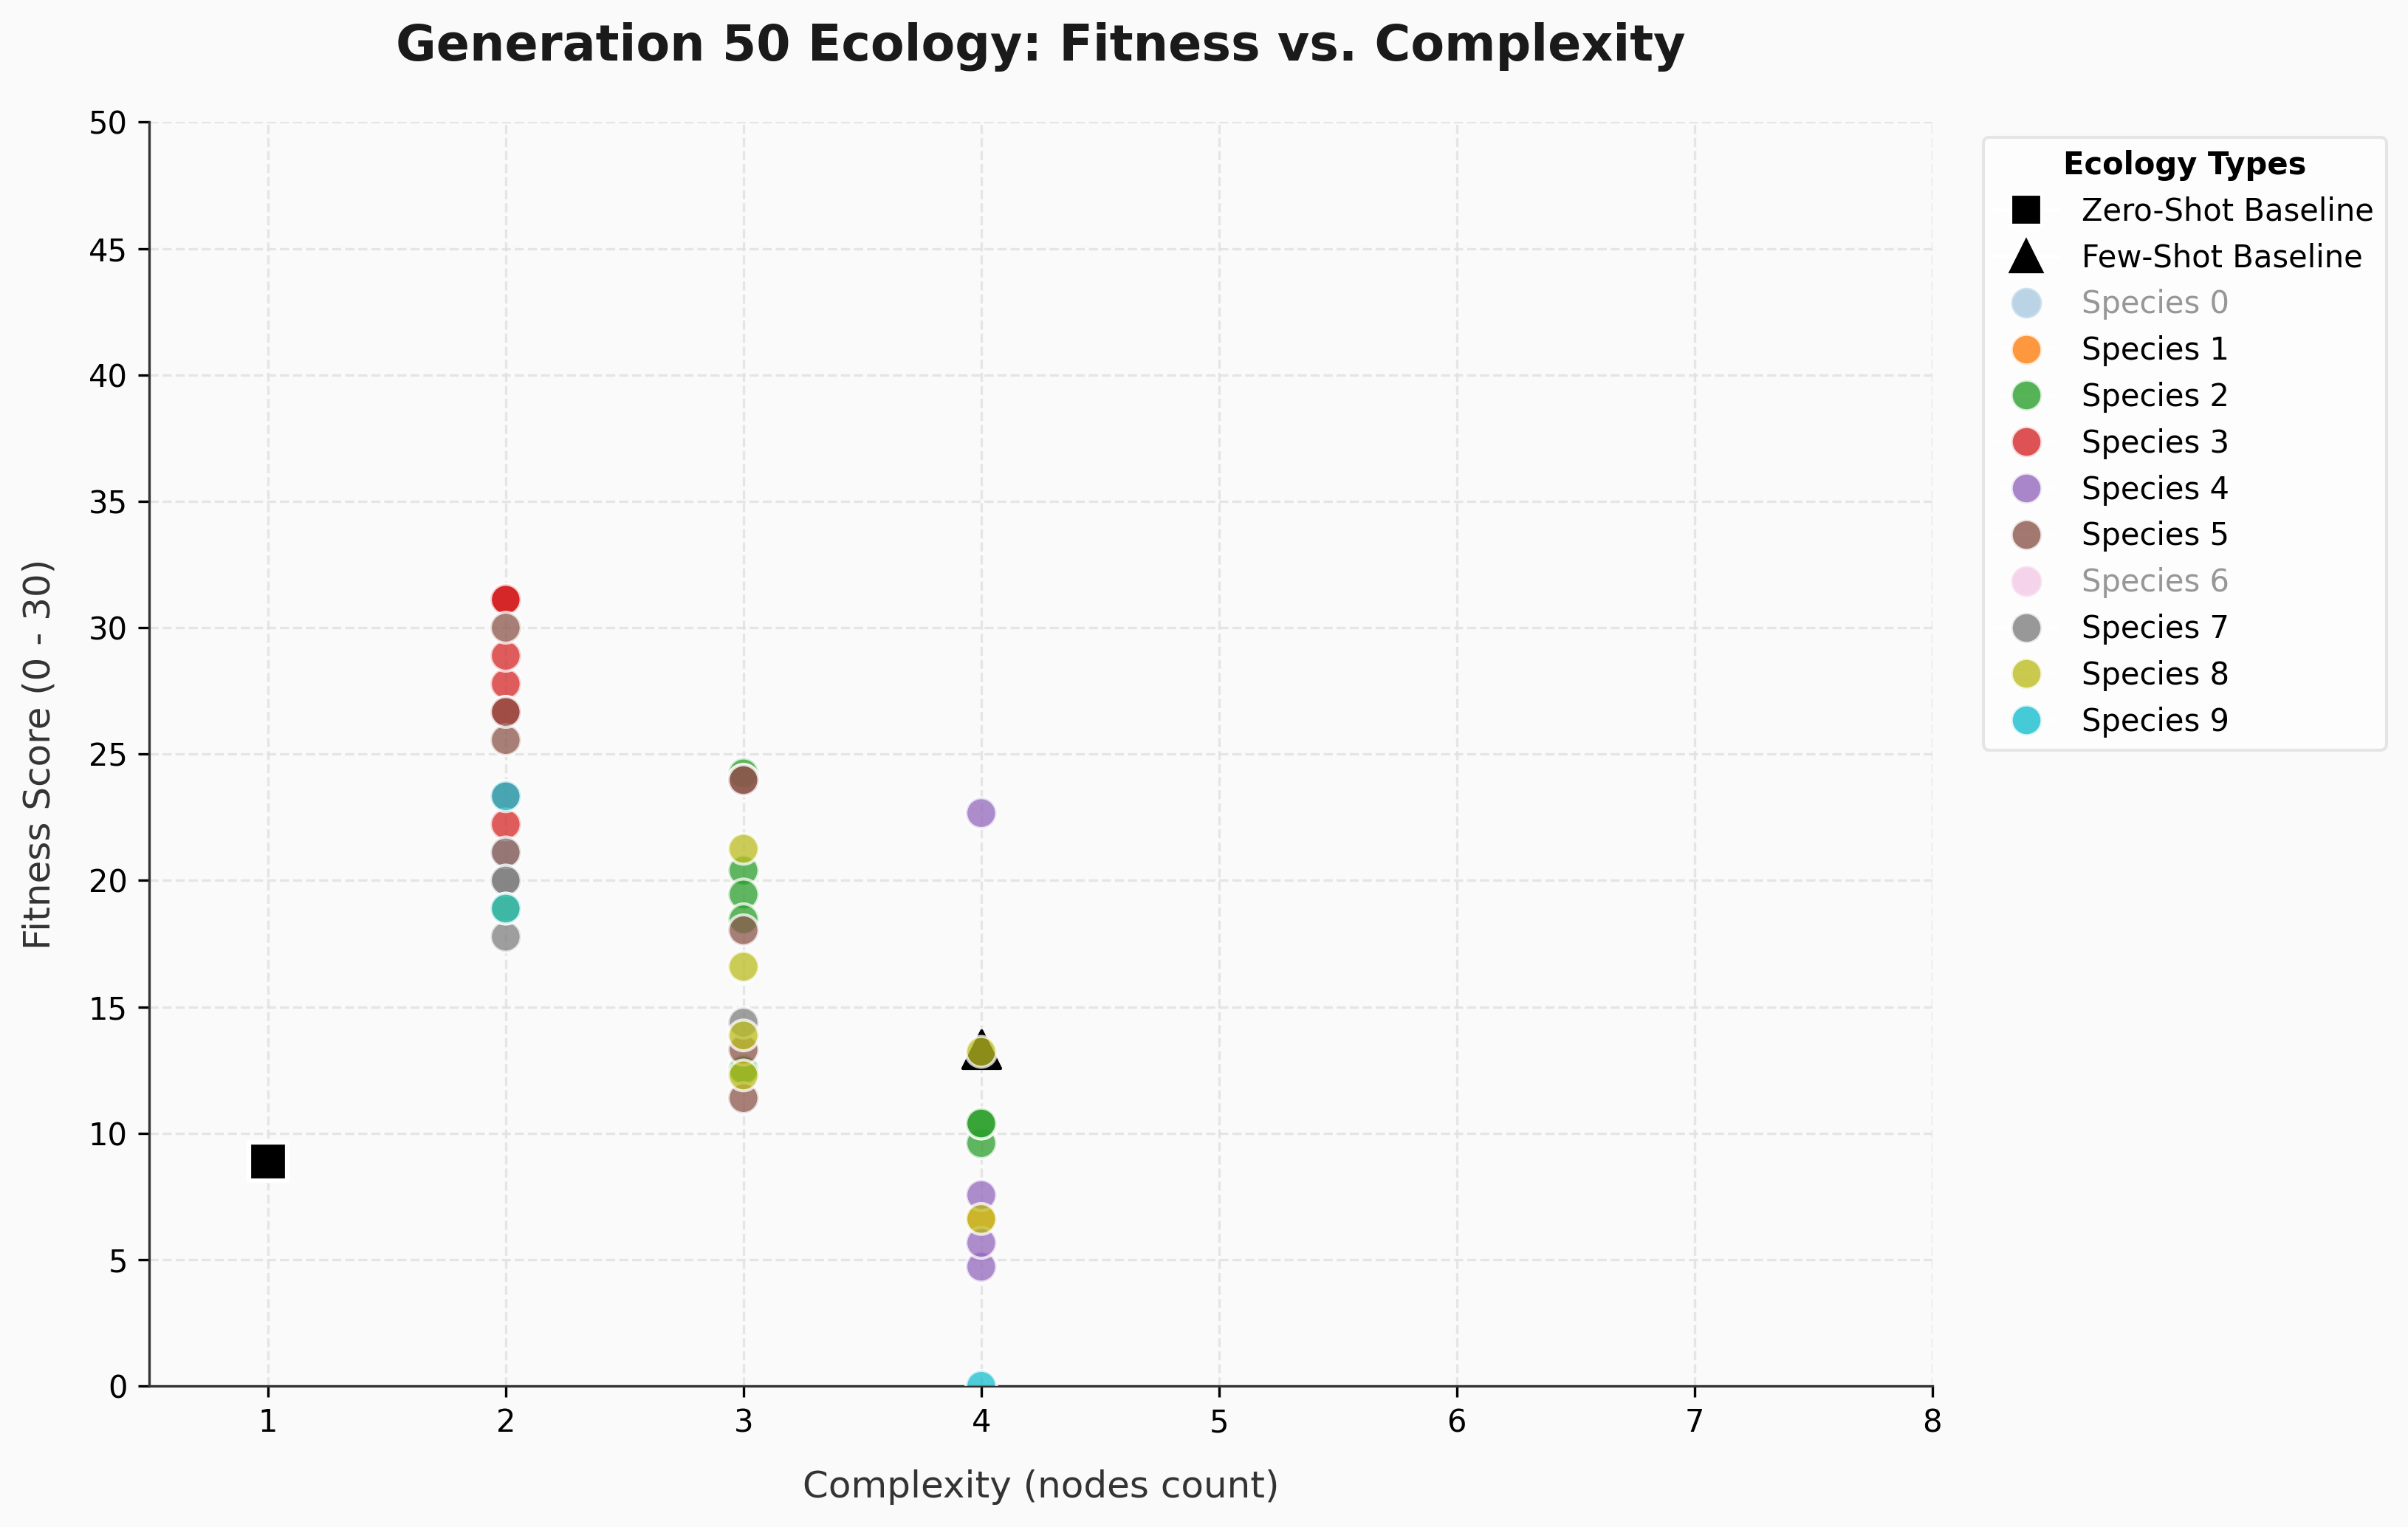 Generation 50 Ecology: Fitness vs. Complexity
50
45
40
35
30
25
20
15
10
5
0
Fitness Score (0 - 30)
1 2 3 4 5 6 7 8
Complexity (nodes count)
Ecology Types
Zero-Shot Baseline
Few-Shot Baseline
Species 0
Species 1
Species 2
Species 3
Species 4
Species 5
Species 6
Species 7
Species 8
Species 9